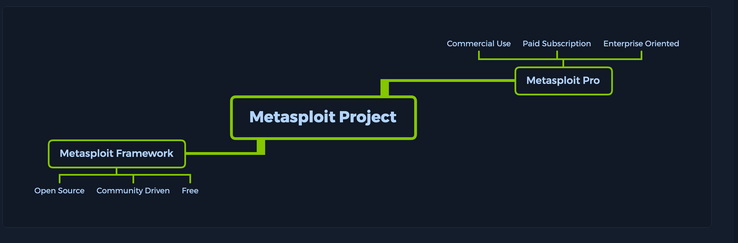 Commercial Use Paid Subscription Enterprise Oriented
Metasploit Pro
Metasploit Project
Metasploit Framework
Open Source Community Driven Free